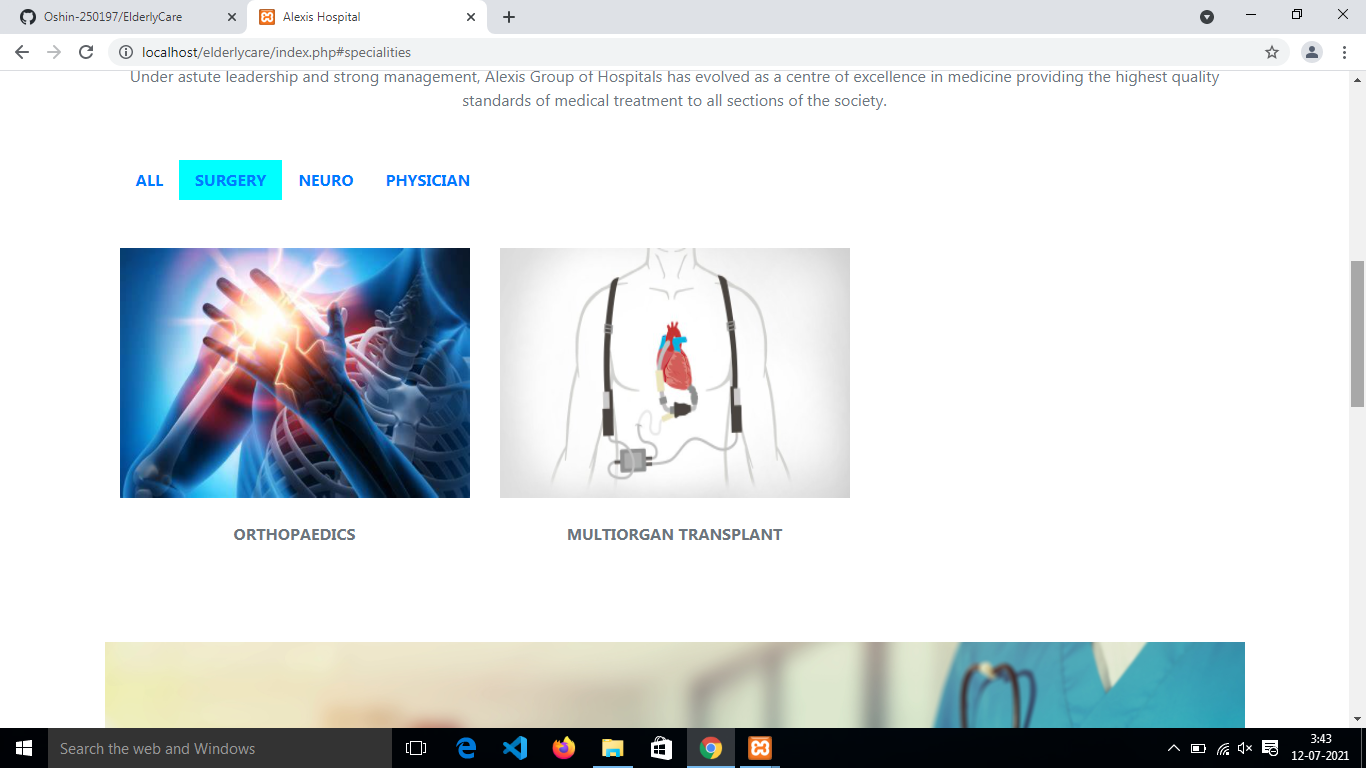 Oshin-250197/ElderlyCare
Alexis Hospital
localhost/elderlycare/index.php#specialities
Under astute leadership and strong management, Alexis Group of Hospitals has evolved as a centre of excellence in medicine providing the highest quality
standards of medical treatment to all sections of the society.
ALL SURGERY NEURO PHYSICIAN
ORTHOPAEDICS
MULTIORGAN TRANSPLANT
Search the web and Windows
3:43
12-07-2021